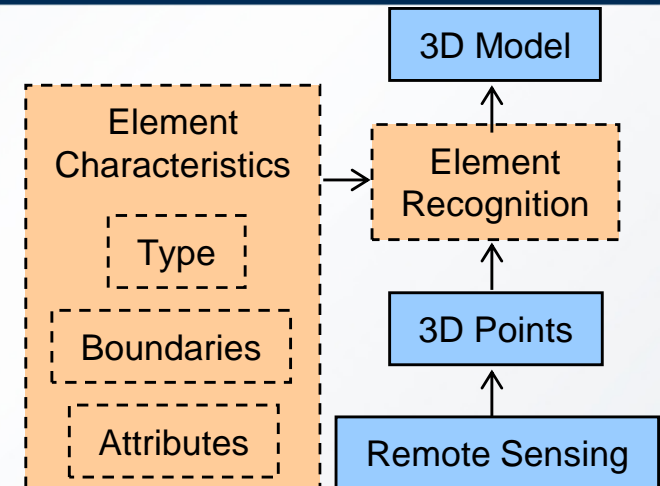 3D Model
Element
Characteristics
Element
Recognition
Type
Boundaries
3D Points
Attributes
Remote Sensing